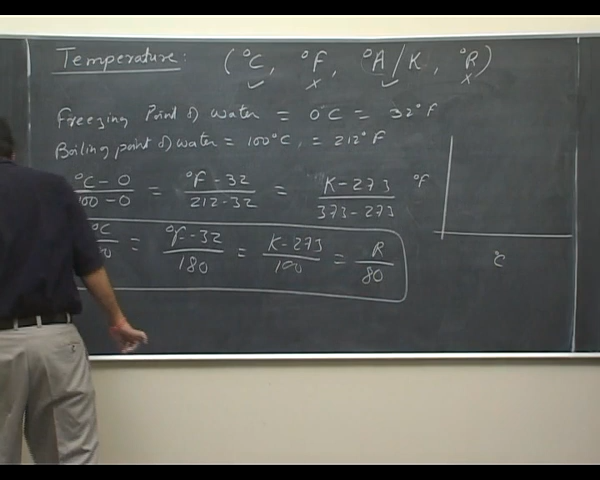 Temperature: (°C, °F, °A/K, °R)
Freezing Point of water = 0°C = 32°F
Boiling point of water = 100°C, = 212°F
°C-0/100-0 = °F-32/212-32 = K-273/373-273
°C/ = °F-32/180 = K-273/100 = R/80
°F
°C